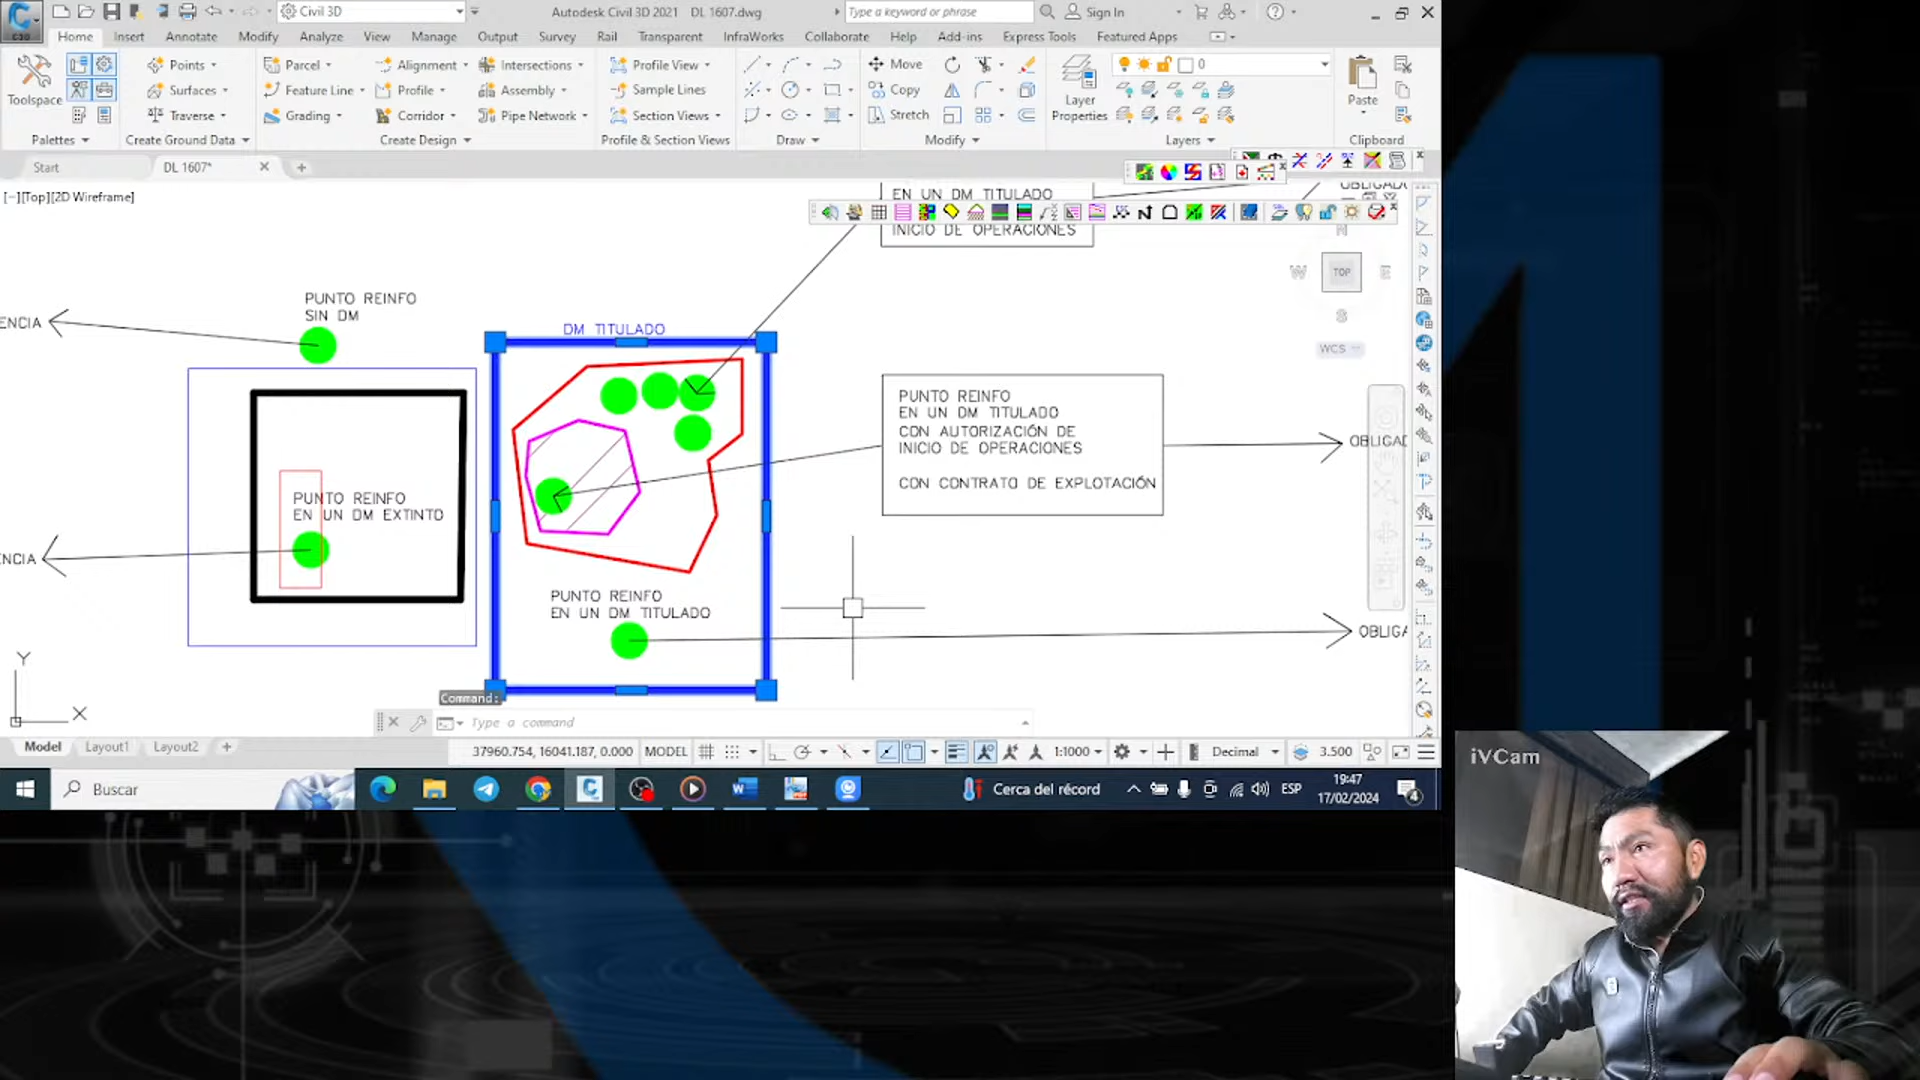 Civil 3D
Autodesk Civil 3D 2021 DL 1607.dwg
Type a keyword or phrase
Sign In
C3D
Home Insert Annotate Modify Analyze View Manage Output Survey Rail Transparent InfraWorks Collaborate Help Add-ins Express Tools Featured Apps
Toolspace
Points
Surfaces
Traverse
Parcel
Feature Line
Grading
Alignment
Profile
Corridor
Intersections
Assembly
Pipe Network
Profile View
Sample Lines
Section Views
Move
Copy
Stretch
Layer
Properties
0
Paste
Palettes Create Ground Data Create Design Profile & Section Views Draw Modify Layers Clipboard
Start DL 1607*
[−][Top][2D Wireframe]
EN UN DM TITULADO
INICIO DE OPERACIONES
N
W TOP E
S
WCS
PUNTO REINFO
SIN DM
ENCIA
DM TITULADO
PUNTO REINFO
EN UN DM TITULADO
CON AUTORIZACIÓN DE
INICIO DE OPERACIONES
CON CONTRATO DE EXPLOTACIÓN
OBLIGAD
PUNTO REINFO
EN UN DM EXTINTO
NCIA
PUNTO REINFO
EN UN DM TITULADO
OBLIGA
Y
X
Command:
Type a command
Model Layout1 Layout2
37960.754, 16041.187, 0.000 MODEL 1:1000 Decimal 3.500
Buscar
Cerca del récord
ESP
19:47
17/02/2024
4
iVCam